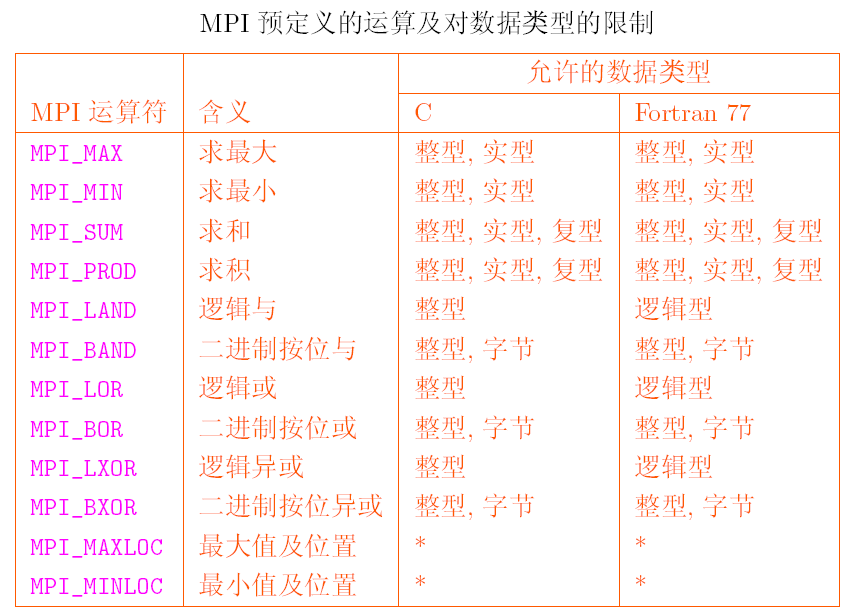 MPI 预定义的运算及对数据类型的限制
允许的数据类型
MPI 运算符 含义 C Fortran 77
MPI_MAX 求最大 整型, 实型 整型, 实型
MPI_MIN 求最小 整型, 实型 整型, 实型
MPI_SUM 求和 整型, 实型, 复型 整型, 实型, 复型
MPI_PROD 求积 整型, 实型, 复型 整型, 实型, 复型
MPI_LAND 逻辑与 整型 逻辑型
MPI_BAND 二进制按位与 整型, 字节 整型, 字节
MPI_LOR 逻辑或 整型 逻辑型
MPI_BOR 二进制按位或 整型, 字节 整型, 字节
MPI_LXOR 逻辑异或 整型 逻辑型
MPI_BXOR 二进制按位异或 整型, 字节 整型, 字节
MPI_MAXLOC 最大值及位置 * *
MPI_MINLOC 最小值及位置 * *